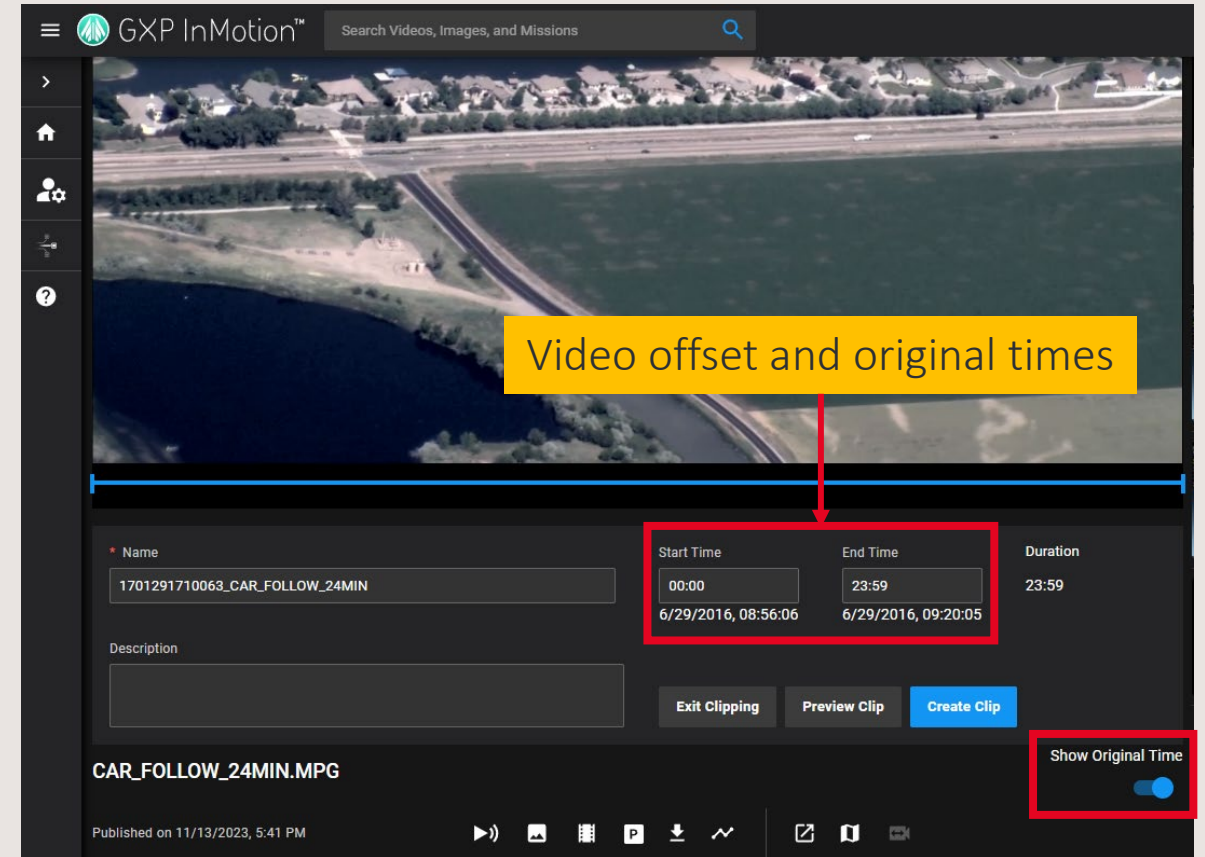 GXP InMotion™
Search Videos, Images, and Missions
Video offset and original times
* Name
1701291710063_CAR_FOLLOW_24MIN
Start Time
00:00
6/29/2016, 08:56:06
End Time
23:59
6/29/2016, 09:20:05
Duration
23:59
Description
Exit Clipping
Preview Clip
Create Clip
CAR_FOLLOW_24MIN.MPG
Show Original Time
Published on 11/13/2023, 5:41 PM
P